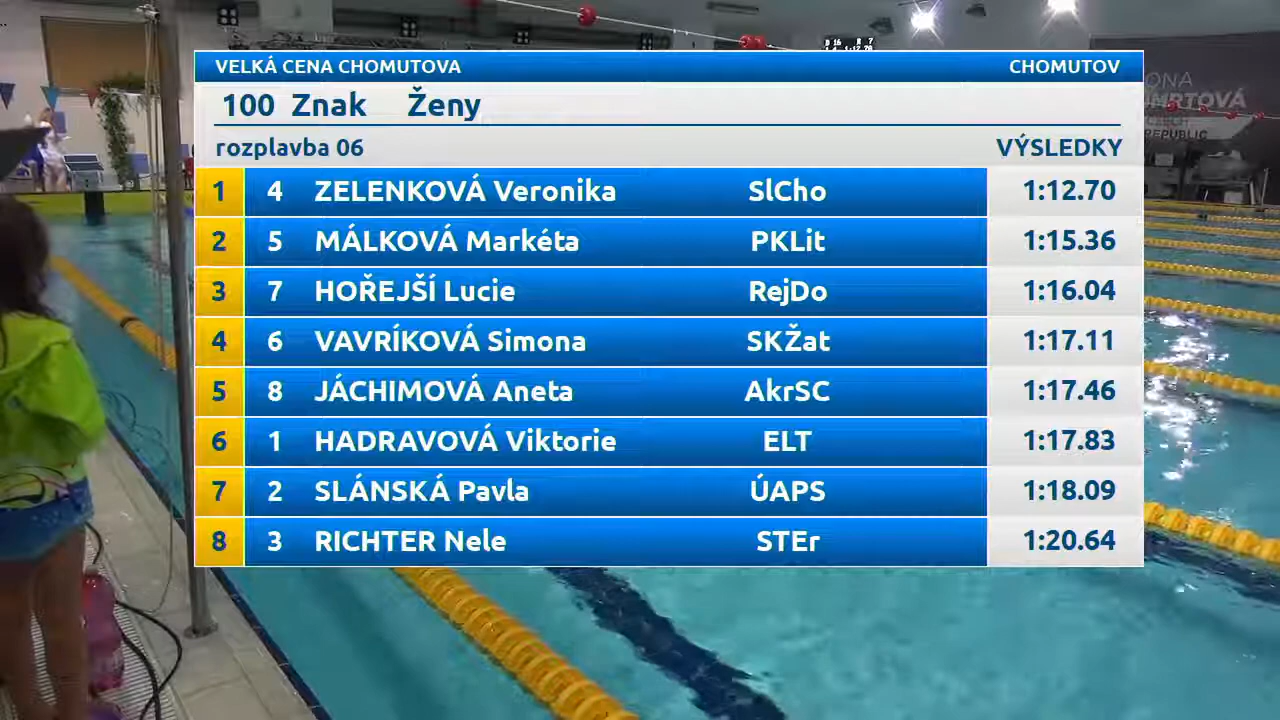 VELKÁ CENA CHOMUTOVA CHOMUTOV
100 Znak Ženy
rozplavba 06 VÝSLEDKY
1 4 ZELENKOVÁ Veronika SlCho 1:12.70
2 5 MÁLKOVÁ Markéta PKLit 1:15.36
3 7 HOŘEJŠÍ Lucie RejDo 1:16.04
4 6 VAVRÍKOVÁ Simona SKŽat 1:17.11
5 8 JÁCHIMOVÁ Aneta AkrSC 1:17.46
6 1 HADRAVOVÁ Viktorie ELT 1:17.83
7 2 SLÁNSKÁ Pavla ÚAPS 1:18.09
8 3 RICHTER Nele STEr 1:20.64
REPUBLIC